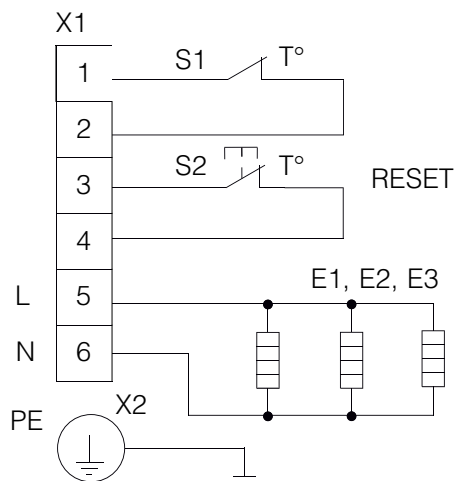 X1
1
S1 T°
2
3
S2 T°
RESET
4
E1, E2, E3
L 5
N 6
X2
PE